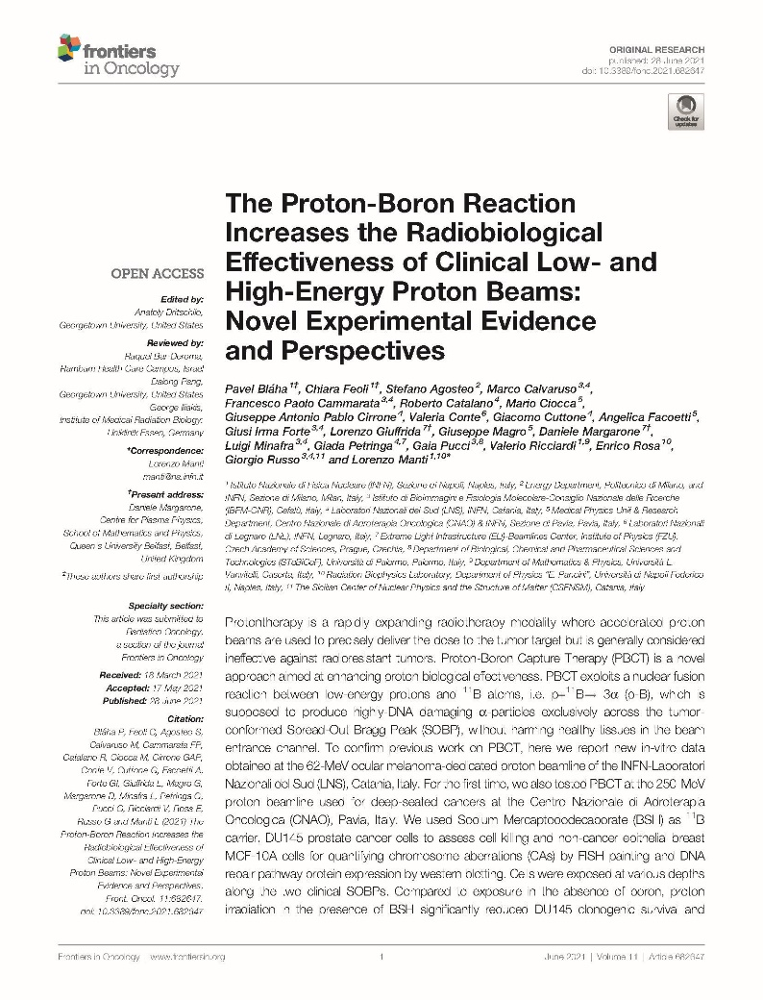 frontiers
in Oncology
ORIGINAL RESEARCH
published: 28 June 2021
doi: 10.3389/fonc.2021.682647
Check for
updates
The Proton-Boron Reaction
Increases the Radiobiological
Effectiveness of Clinical Low- and
High-Energy Proton Beams:
Novel Experimental Evidence
and Perspectives
OPEN ACCESS
Edited by:
Anatoly Dritschilo,
Georgetown University, United States
Reviewed by:
Raquel Bar-Deroma,
Rambam Health Care Campus, Israel
Dalong Pang,
Georgetown University, United States
George Iliakis,
Institute of Medical Radiation Biology:
Uniklinik Essen, Germany
*Correspondence:
Lorenzo Manti
manti@na.infn.it
†Present address:
Daniele Margarone,
Centre for Plasma Physics,
School of Mathematics and Physics,
Queen's University Belfast, Belfast,
United Kingdom
‡These authors share first authorship
Specialty section:
This article was submitted to
Radiation Oncology,
a section of the journal
Frontiers in Oncology
Received: 18 March 2021
Accepted: 17 May 2021
Published: 28 June 2021
Citation:
Bláha P, Feoli C, Agosteo S,
Calvaruso M, Cammarata FP,
Catalano R, Ciocca M, Cirrone GAP,
Conte V, Cuttone G, Facoetti A,
Forte GI, Giuffrida L, Magro G,
Margarone D, Minafra L, Petringa G,
Pucci G, Ricciardi V, Rosa E,
Russo G and Manti L (2021) The
Proton-Boron Reaction Increases the
Radiobiological Effectiveness of
Clinical Low- and High-Energy
Proton Beams: Novel Experimental
Evidence and Perspectives.
Front. Oncol. 11:682647.
doi: 10.3389/fonc.2021.682647
Pavel Bláha 1‡, Chiara Feoli 1‡, Stefano Agosteo 2, Marco Calvaruso 3,4,
Francesco Paolo Cammarata 3,4, Roberto Catalano 4, Mario Ciocca 5,
Giuseppe Antonio Pablo Cirrone 4, Valeria Conte 6, Giacomo Cuttone 4, Angelica Facoetti 5,
Giusi Irma Forte 3,4, Lorenzo Giuffrida 7†, Giuseppe Magro 5, Daniele Margarone 7†,
Luigi Minafra 3,4, Giada Petringa 4,7, Gaia Pucci 3,8, Valerio Ricciardi 1,9, Enrico Rosa 10,
Giorgio Russo 3,4,11 and Lorenzo Manti 1,10*
1 Istituto Nazionale di Fisica Nucleare (INFN), Sezione di Napoli, Naples, Italy, 2 Energy Department, Politecnico di Milano, and
INFN, Sezione di Milano, Milan, Italy, 3 Istituto di Bioimmagini e Fisiologia Molecolare-Consiglio Nazionale delle Ricerche
(IBFM-CNR), Cefalù, Italy, 4 Laboratori Nazionali del Sud (LNS), INFN, Catania, Italy, 5 Medical Physics Unit & Research
Department, Centro Nazionale di Adroterapia Oncologica (CNAO) & INFN, Sezione di Pavia, Pavia, Italy, 6 Laboratori Nazionali
di Legnaro (LNL), INFN, Legnaro, Italy, 7 Extreme Light Infrastructure (ELI)-Beamlines Center, Institute of Physics (FZU),
Czech Academy of Sciences, Prague, Czechia, 8 Department of Biological, Chemical and Pharmaceutical Sciences and
Technologies (STeBiCeF), Università di Palermo, Palermo, Italy, 9 Department of Mathematics & Physics, Università L.
Vanvitelli, Caserta, Italy, 10 Radiation Biophysics Laboratory, Department of Physics "E. Pancini", Università di Napoli Federico
II, Naples, Italy, 11 The Sicilian Center of Nuclear Physics and the Structure of Matter (CSFNSM), Catania, Italy
Protontherapy is a rapidly expanding radiotherapy modality where accelerated proton
beams are used to precisely deliver the dose to the tumor target but is generally considered
ineffective against radioresistant tumors. Proton-Boron Capture Therapy (PBCT) is a novel
approach aimed at enhancing proton biological effectiveness. PBCT exploits a nuclear fusion
reaction between low-energy protons and 11B atoms, i.e. p+11B→ 3α (p-B), which is
supposed to produce highly-DNA damaging α-particles exclusively across the tumor-
conformed Spread-Out Bragg Peak (SOBP), without harming healthy tissues in the beam
entrance channel. To confirm previous work on PBCT, here we report new in-vitro data
obtained at the 62-MeV ocular melanoma-dedicated proton beamline of the INFN-Laboratori
Nazionali del Sud (LNS), Catania, Italy. For the first time, we also tested PBCT at the 250-MeV
proton beamline used for deep-seated cancers at the Centro Nazionale di Adroterapia
Oncologica (CNAO), Pavia, Italy. We used Sodium Mercaptododecaborate (BSH) as 11B
carrier, DU145 prostate cancer cells to assess cell killing and non-cancer epithelial breast
MCF-10A cells for quantifying chromosome aberrations (CAs) by FISH painting and DNA
repair pathway protein expression by western blotting. Cells were exposed at various depths
along the two clinical SOBPs. Compared to exposure in the absence of boron, proton
irradiation in the presence of BSH significantly reduced DU145 clonogenic survival and
Frontiers in Oncology | www.frontiersin.org
1
June 2021 | Volume 11 | Article 682647